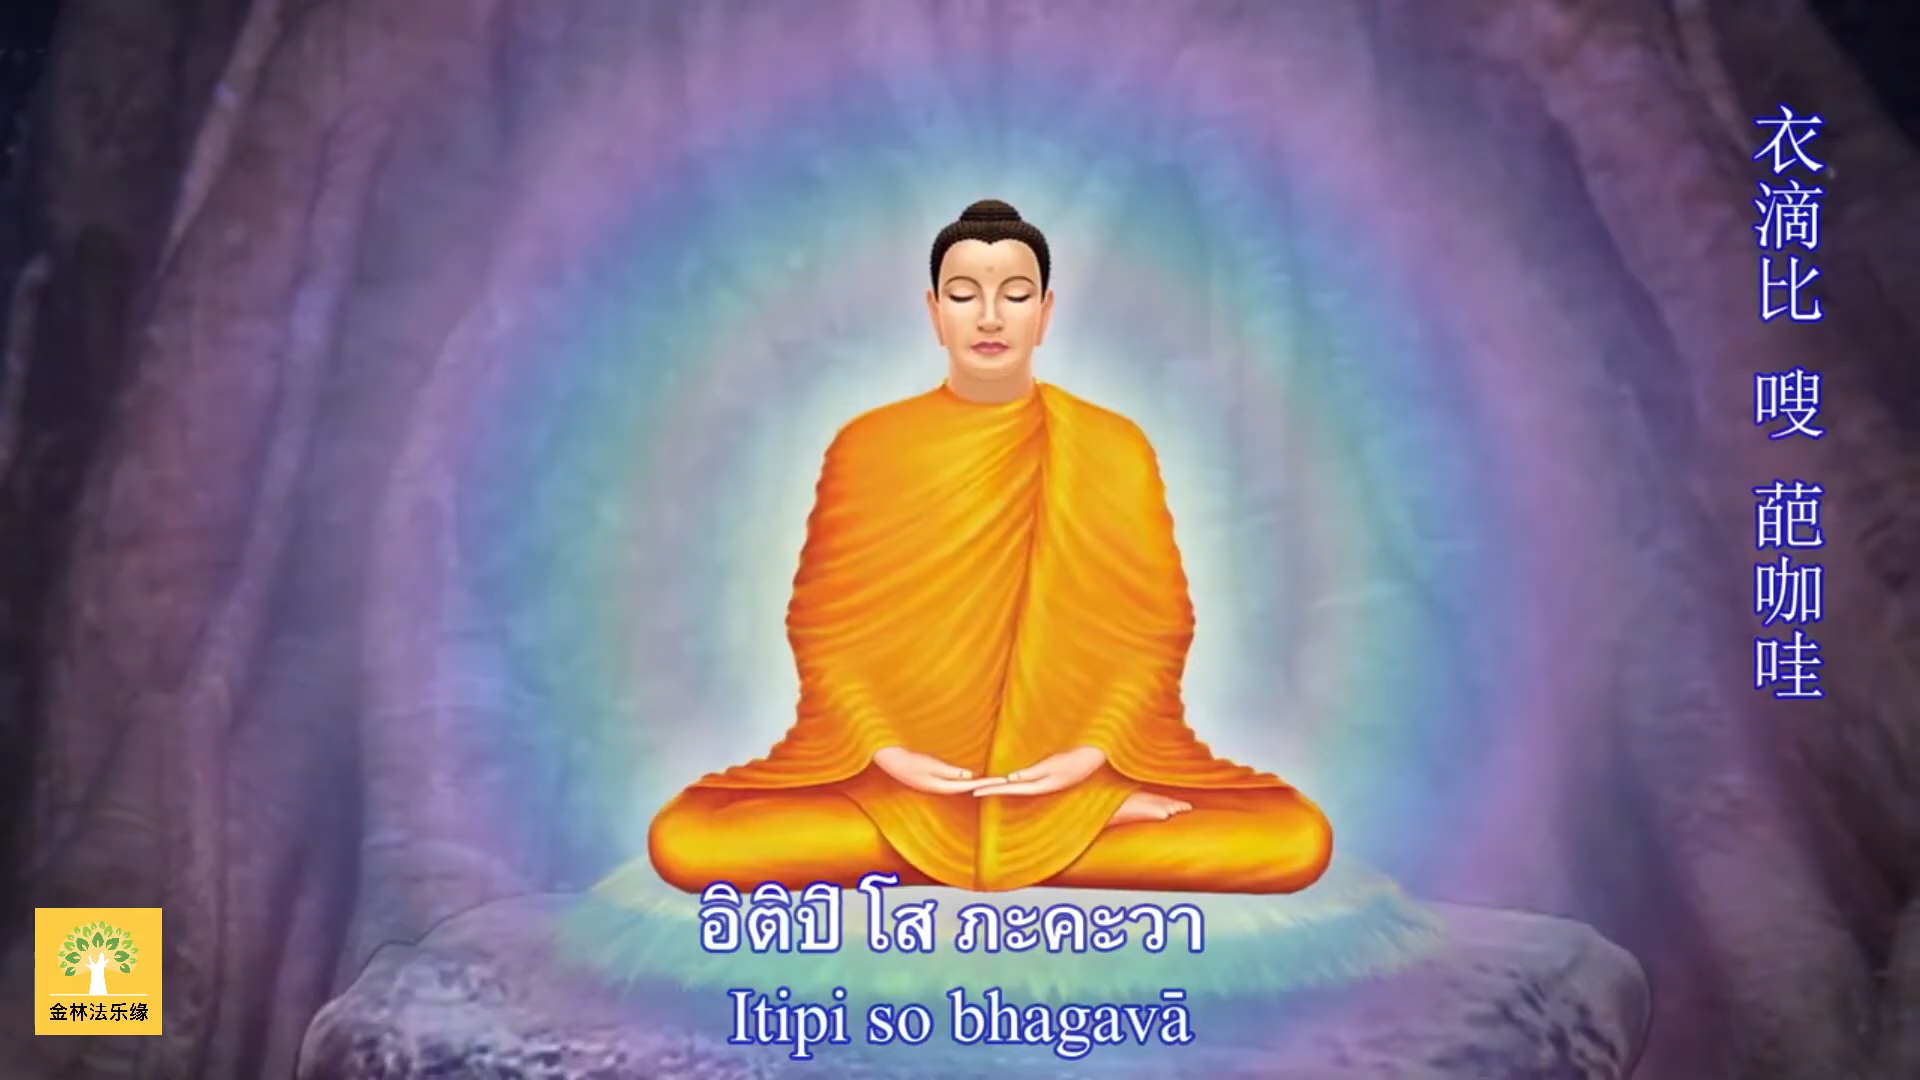 衣滴比 嗖 葩咖哇
อิติปิ โส ภะคะวา
Itipi so bhagavā
金林法乐缘